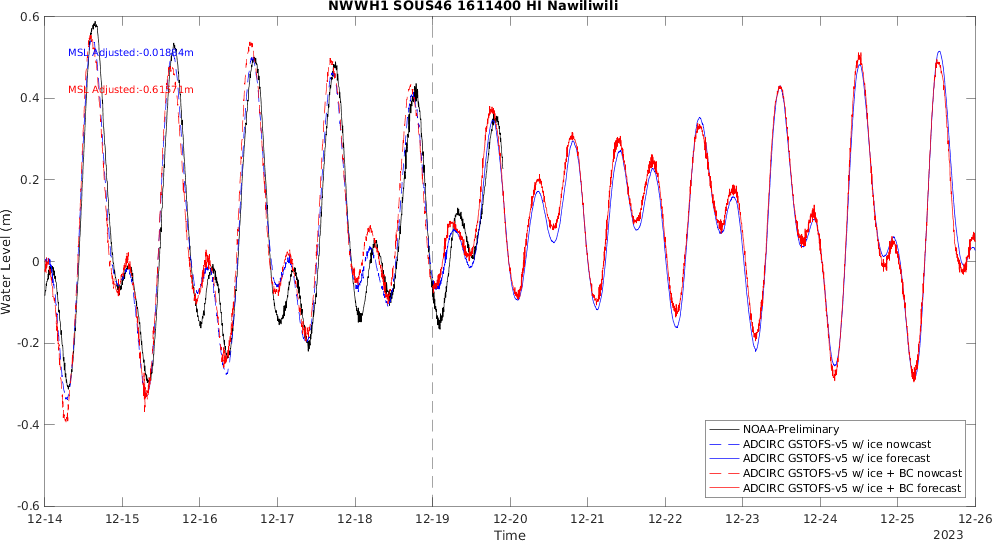 NWWH1 SOUS46 1611400 HI Nawiliwili
Water Level (m)
0.6
0.4
0.2
0
-0.2
-0.4
-0.6
MSL Adjusted:-0.01884m
MSL Adjusted:-0.61571m
NOAA-Preliminary
ADCIRC GSTOFS-v5 w/ ice nowcast
ADCIRC GSTOFS-v5 w/ ice forecast
ADCIRC GSTOFS-v5 w/ ice + BC nowcast
ADCIRC GSTOFS-v5 w/ ice + BC forecast
12-14 12-15 12-16 12-17 12-18 12-19 12-20 12-21 12-22 12-23 12-24 12-25 12-26
Time
2023